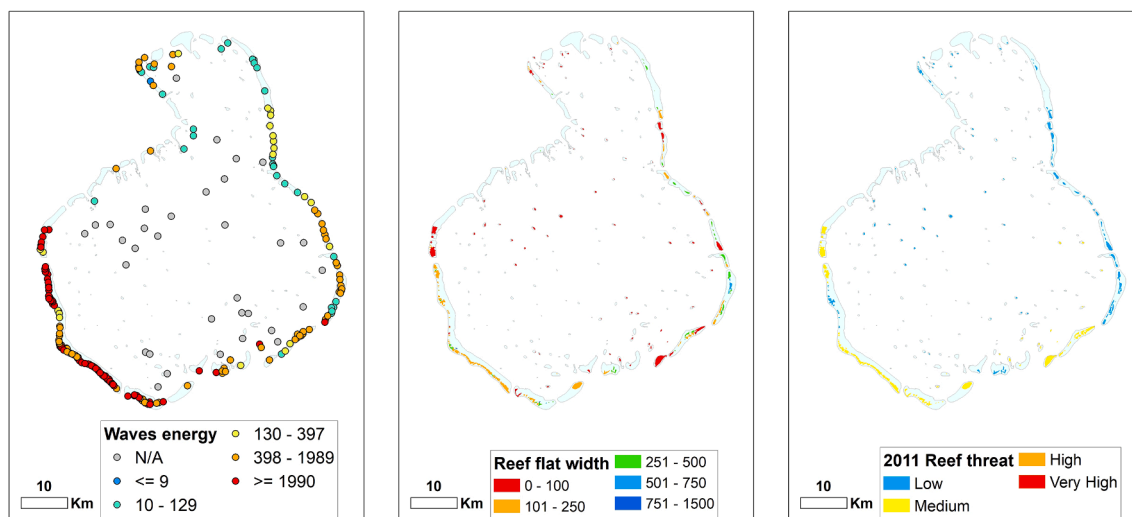 Waves energy
N/A
<= 9
10 - 129
130 - 397
398 - 1989
>= 1990
10
Km
Reef flat width
0 - 100
101 - 250
251 - 500
501 - 750
751 - 1500
10
Km
2011 Reef threat
Low
Medium
High
Very High
10
Km